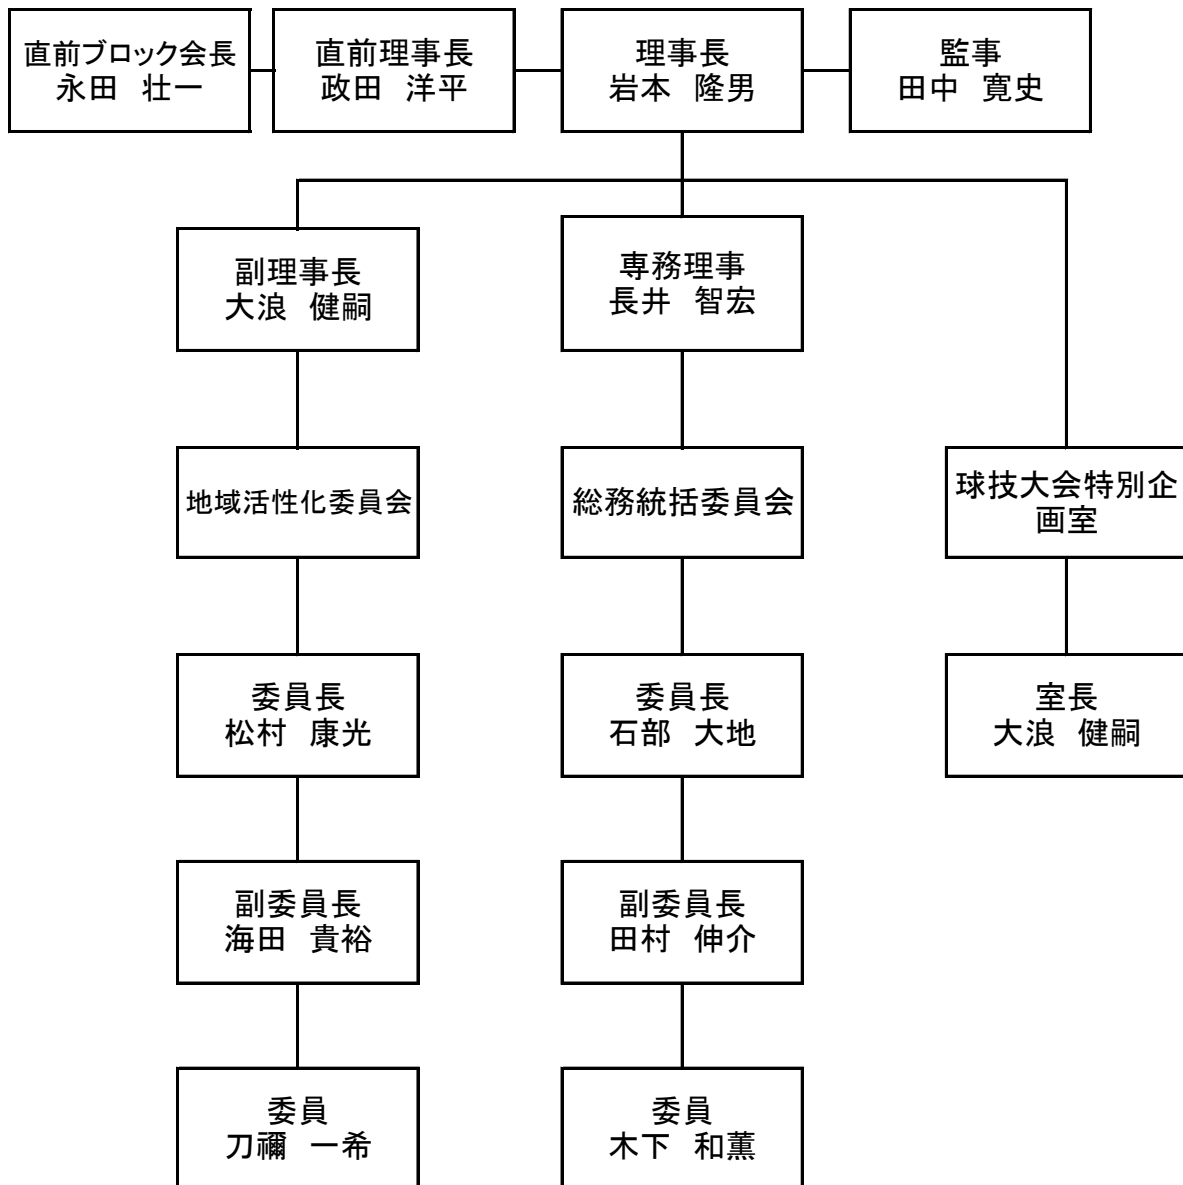 直前ブロック会長
永田　壮一
直前理事長
政田　洋平
理事長
岩本　隆男
監事
田中　寛史
副理事長
大浪　健嗣
専務理事
長井　智宏
地域活性化委員会
総務統括委員会
球技大会特別企
画室
委員長
松村　康光
委員長
石部　大地
室長
大浪　健嗣
副委員長
海田　貴裕
副委員長
田村　伸介
委員
刀禰　一希
委員
木下　和薫